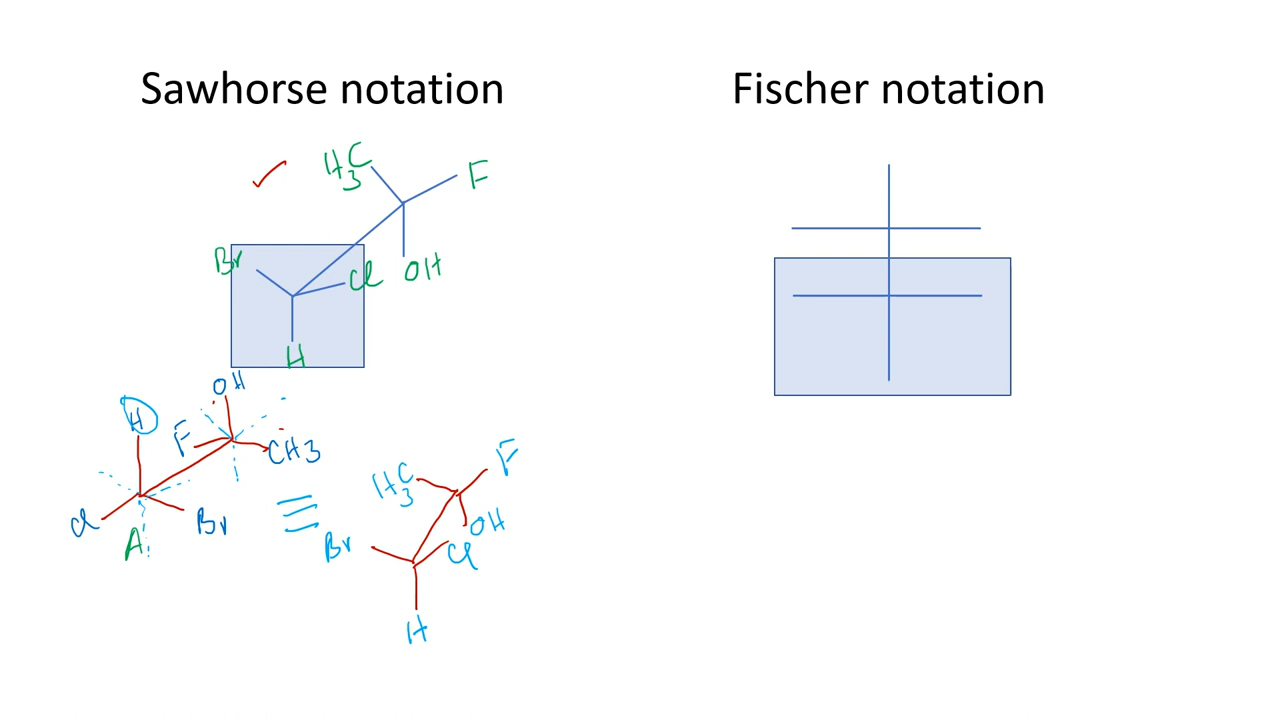 Sawhorse notation
Fischer notation
H3C
F
Br
Cl
OH
H
OH
H
F
CH3
Cl
Br
A
H3C
F
OH
Br
Cl
H